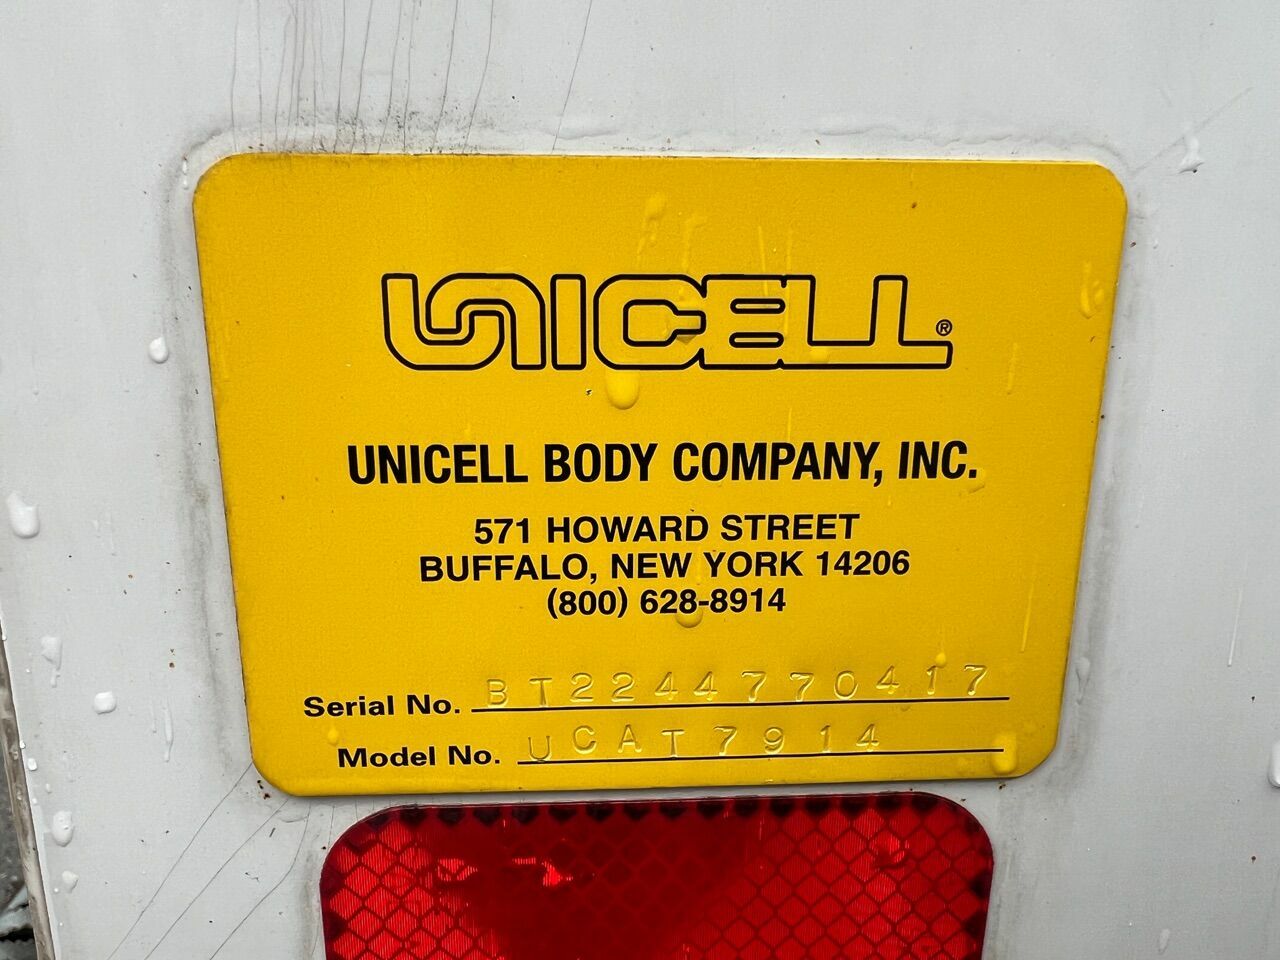 UNICELL®
UNICELL BODY COMPANY, INC.
571 HOWARD STREET
BUFFALO, NEW YORK 14206
(800) 628-8914
Serial No. BT2244770417
Model No. UCAT7914